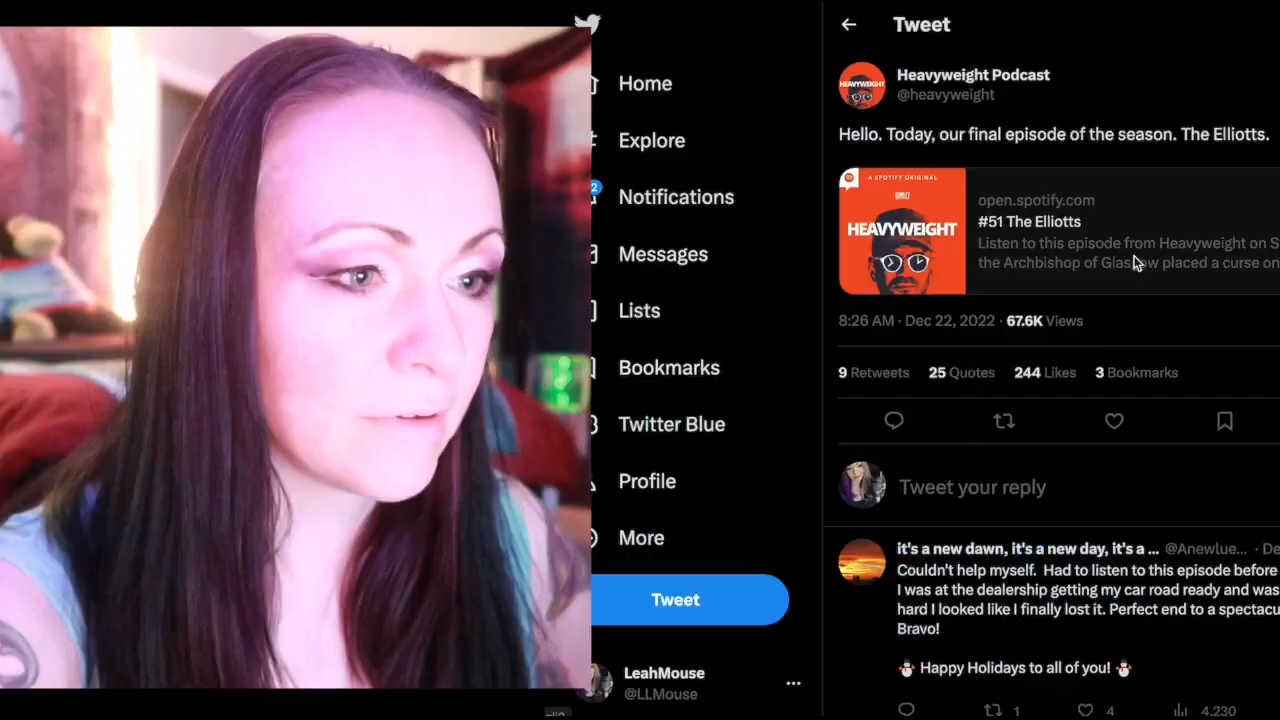 Home
Explore
2
Notifications
Messages
Lists
Bookmarks
Twitter Blue
Profile
More
Tweet
LeahMouse
@LLMouse
Tweet
HEAVYWEIGHT
Heavyweight Podcast
@heavyweight
Hello. Today, our final episode of the season. The Elliotts.
A SPOTIFY ORIGINAL
GIMLET
HEAVYWEIGHT
open.spotify.com
#51 The Elliotts
Listen to this episode from Heavyweight on S
the Archbishop of Glasgow placed a curse on
8:26 AM · Dec 22, 2022 · 67.6K Views
9 Retweets 25 Quotes 244 Likes 3 Bookmarks
Tweet your reply
it's a new dawn, it's a new day, it's a ... @Anewlue... · De
Couldn't help myself. Had to listen to this episode before
I was at the dealership getting my car road ready and was
hard I looked like I finally lost it. Perfect end to a spectacu
Bravo!
Happy Holidays to all of you!
1 4 4,230